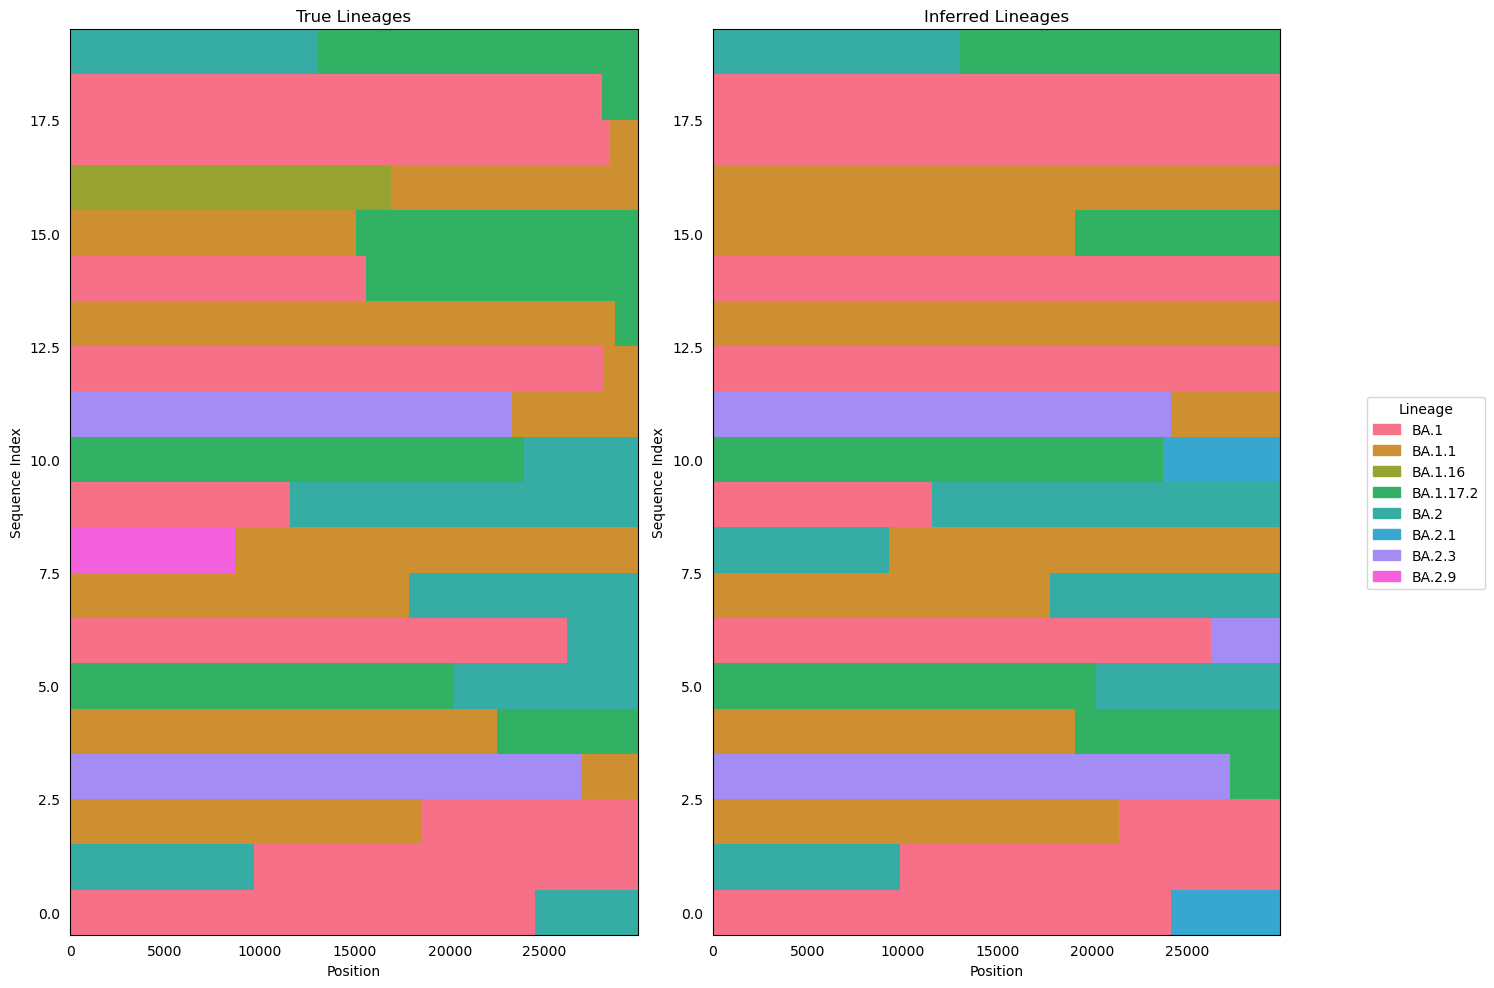 True Lineages
Inferred Lineages
Sequence Index
17.5
15.0
12.5
10.0
7.5
5.0
2.5
0.0
0 5000 10000 15000 20000 25000
Position
Sequence Index
17.5
15.0
12.5
10.0
7.5
5.0
2.5
0.0
0 5000 10000 15000 20000 25000
Position
Lineage
BA.1
BA.1.1
BA.1.16
BA.1.17.2
BA.2
BA.2.1
BA.2.3
BA.2.9